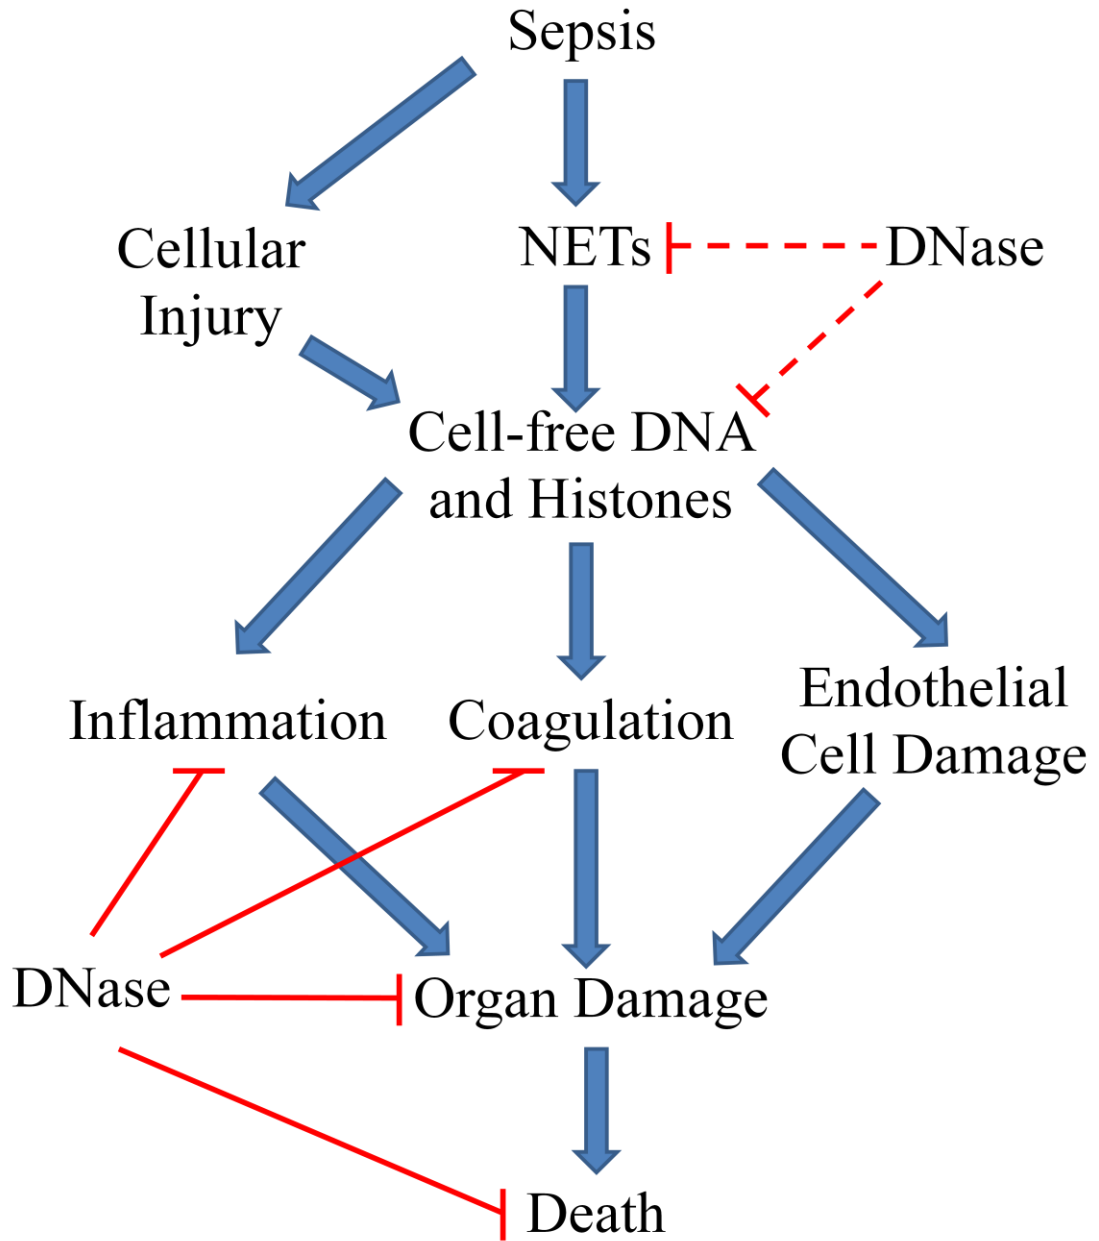 Sepsis
Cellular
Injury
NETs
DNase
Cell-free DNA
and Histones
Inflammation
Coagulation
Endothelial
Cell Damage
DNase
Organ Damage
Death